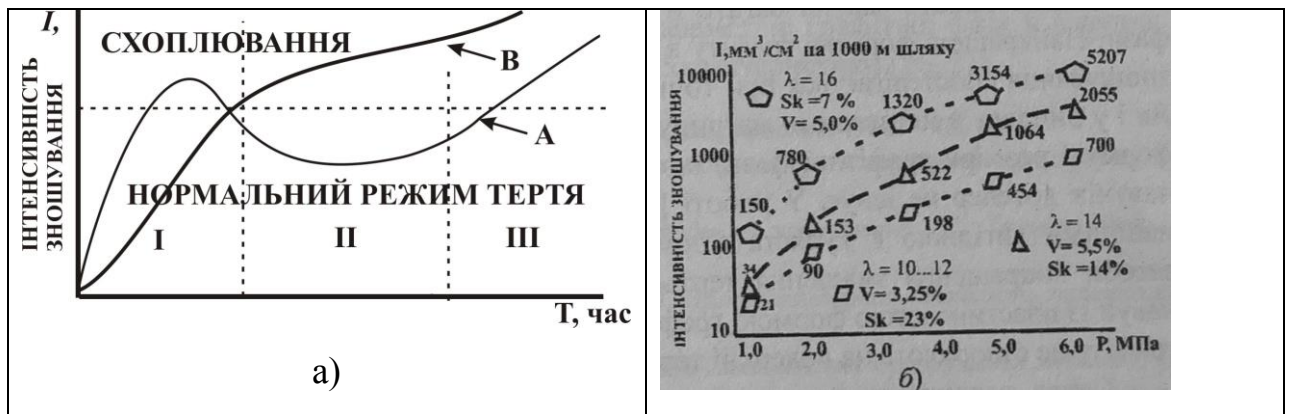 I,
ІНТЕНСИВНІСТЬ
ЗНОШУВАННЯ
СХОПЛЮВАННЯ
В
А
НОРМАЛЬНИЙ РЕЖИМ ТЕРТЯ
I
II
III
Т, час
а)
I,мм³/см² на 1000 м шляху
ІНТЕНСИВНІСТЬ ЗНОШУВАННЯ
10000
1000
100
10
λ = 16
Sk=7 %
V= 5,0%
150
780
1320
3154
5207
34
153
522
1064
2055
21
90
198
454
700
λ = 10...12
V= 3,25%
Sk=23%
λ = 14
V= 5,5%
Sk =14%
1,0
2,0
3,0
4,0
5,0
6,0
Р, МПа
б)